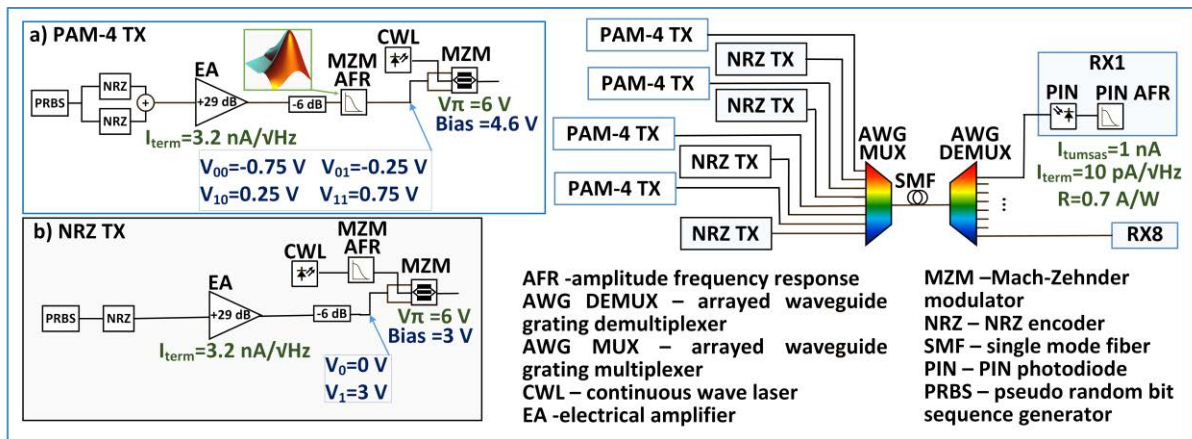 a) PAM-4 TX
PRBS
NRZ
NRZ
+
EA
+29 dB
I_term=3.2 nA/√Hz
-6 dB
MZM
AFR
CWL
MZM
Vπ =6 V
Bias =4.6 V
V₀₀=-0.75 V V₀₁=-0.25 V
V₁₀=0.25 V V₁₁=0.75 V
b) NRZ TX
PRBS
NRZ
EA
+29 dB
I_term=3.2 nA/√Hz
-6 dB
CWL
MZM
AFR
MZM
Vπ =6 V
Bias =3 V
V₀=0 V
V₁=3 V
PAM-4 TX
NRZ TX
PAM-4 TX
NRZ TX
PAM-4 TX
NRZ TX
PAM-4 TX
NRZ TX
AWG
MUX
SMF
AWG
DEMUX
RX1
PIN
PIN AFR
I_tumsas=1 nA
I_term=10 pA/√Hz
R=0.7 A/W
RX8
AFR -amplitude frequency response
AWG DEMUX – arrayed waveguide
grating demultiplexer
AWG MUX – arrayed waveguide
grating multiplexer
CWL – continuous wave laser
EA -electrical amplifier
MZM –Mach-Zehnder
modulator
NRZ – NRZ encoder
SMF – single mode fiber
PIN – PIN photodiode
PRBS – pseudo random bit
sequence generator